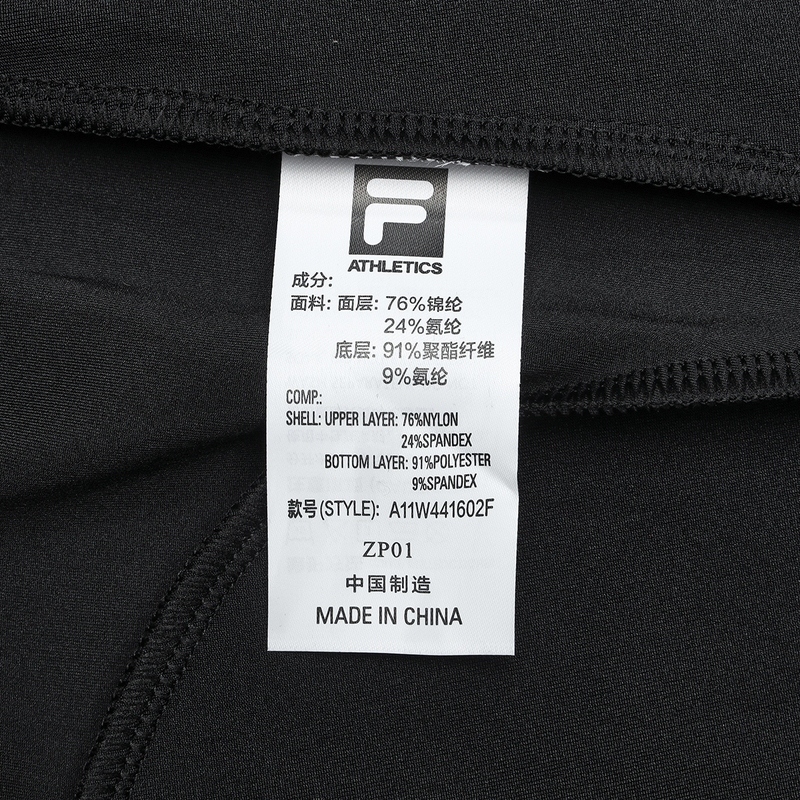 F
ATHLETICS
成分:
面料: 面层: 76%锦纶
24%氨纶
底层: 91%聚酯纤维
9%氨纶
COMP.:
SHELL: UPPER LAYER: 76%NYLON
24%SPANDEX
BOTTOM LAYER: 91%POLYESTER
9%SPANDEX
款号(STYLE): A11W441602F
ZP01
中国制造
MADE IN CHINA